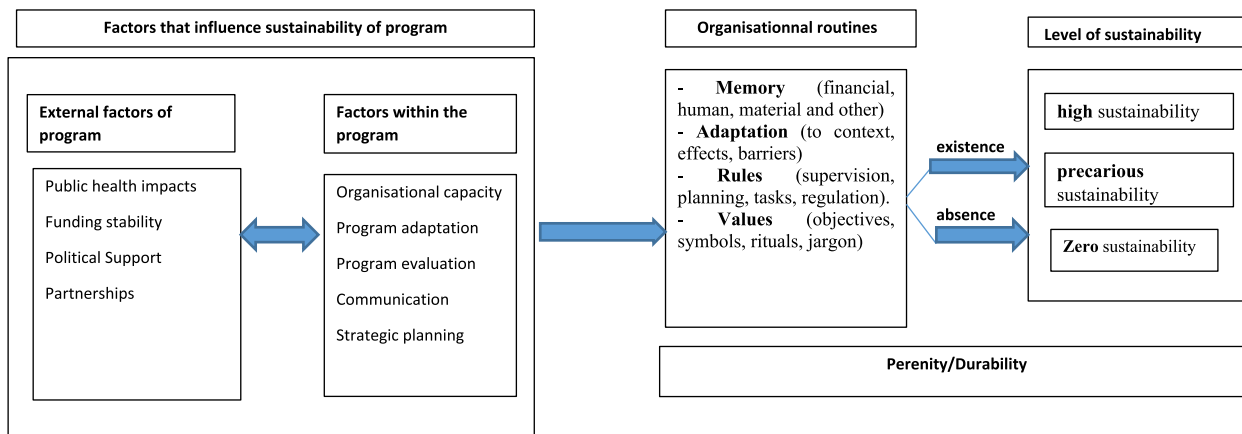 Factors that influence sustainability of program
External factors of
program
Public health impacts
Funding stability
Political Support
Partnerships
Factors within the
program
Organisational capacity
Program adaptation
Program evaluation
Communication
Strategic planning
Organisationnal routines
- Memory (financial,
human, material and other)
- Adaptation (to context,
effects, barriers)
- Rules (supervision,
planning, tasks, regulation).
- Values (objectives,
symbols, rituals, jargon)
existence
absence
Level of sustainability
high sustainability
precarious
sustainability
Zero sustainability
Perenity/Durability